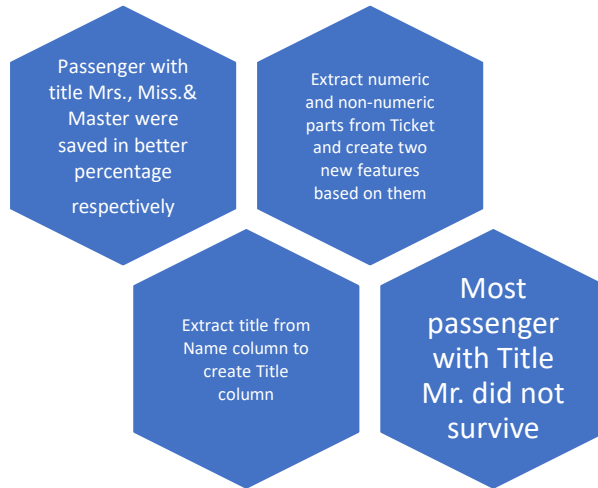 Passenger with
title Mrs., Miss.&
Master were
saved in better
percentage
respectively
Extract numeric
and non-numeric
parts from Ticket
and create two
new features
based on them
Extract title from
Name column to
create Title
column
Most
passenger
with Title
Mr. did not
survive